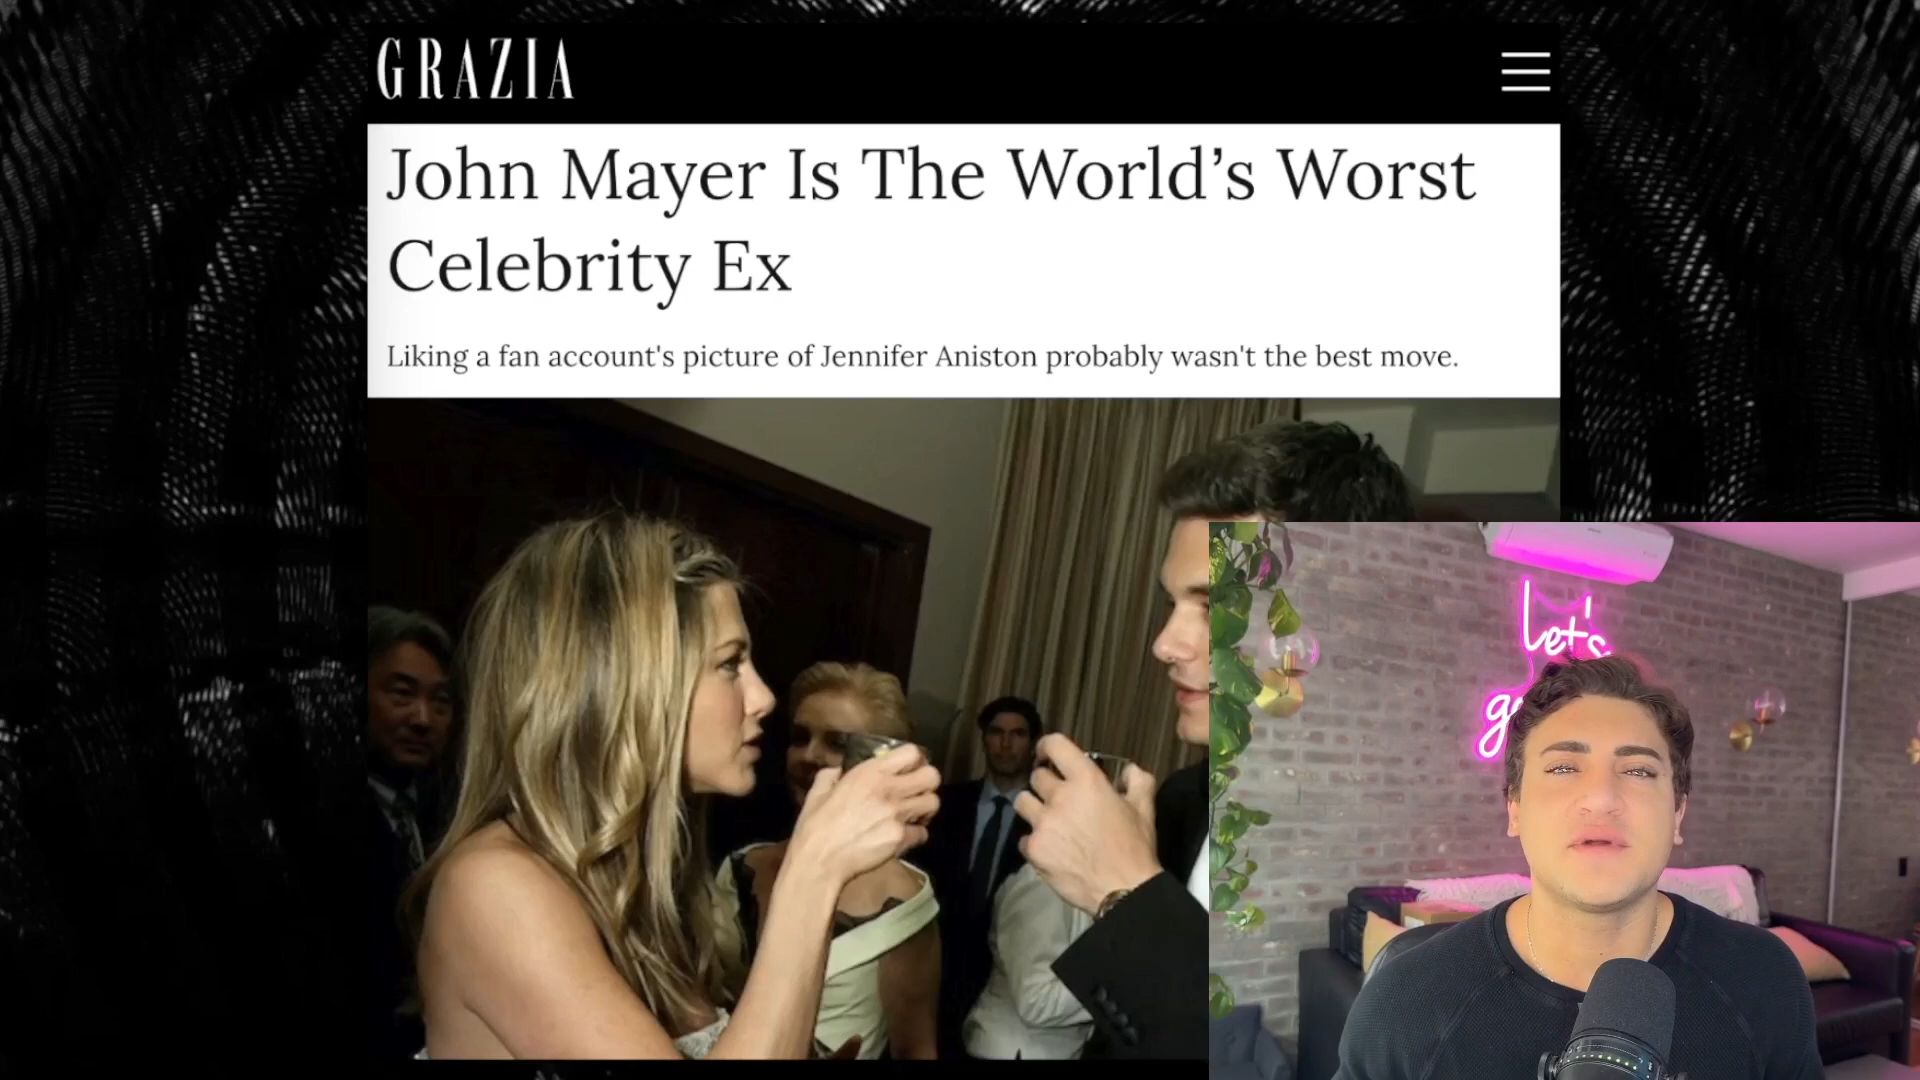 GRAZIA
John Mayer Is The World’s Worst
Celebrity Ex
Liking a fan account's picture of Jennifer Aniston probably wasn't the best move.
Let's